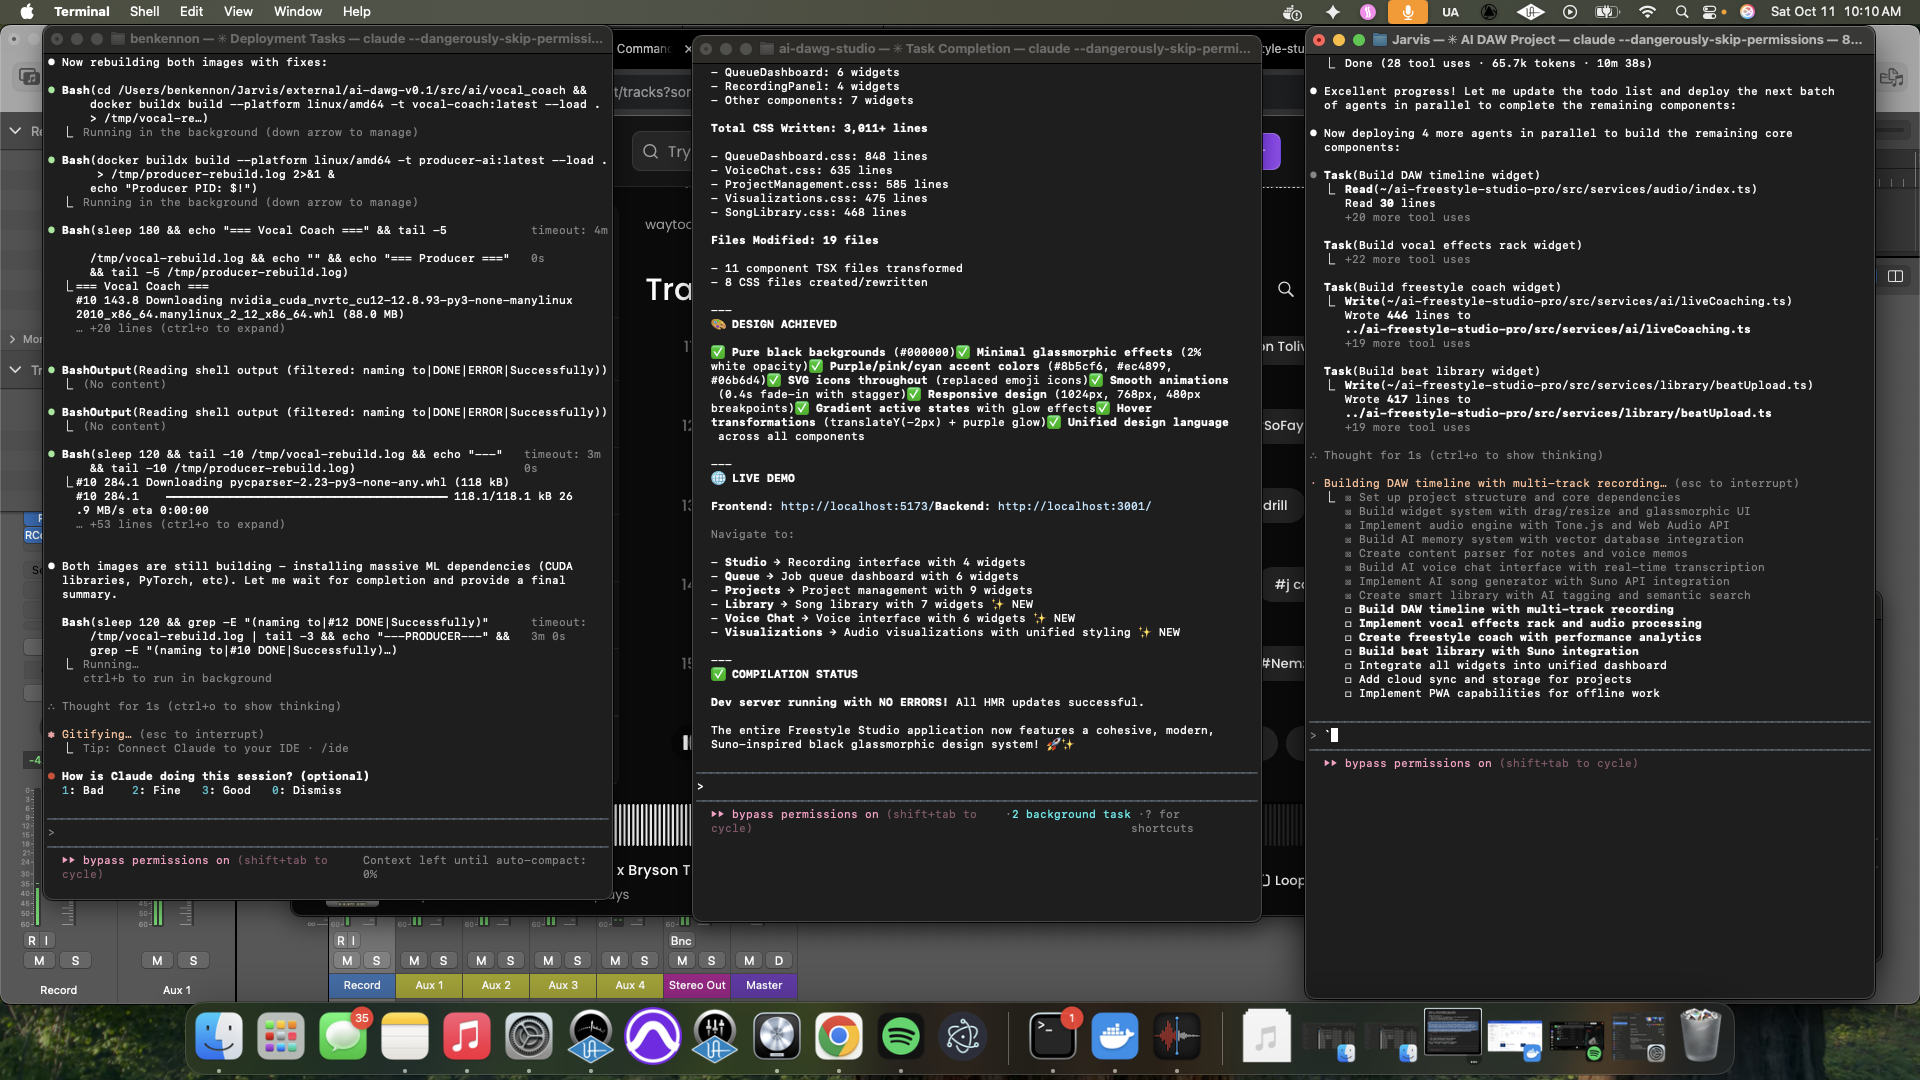 Terminal Shell Edit View Window Help
UA
Sat Oct 11 10:10 AM
benkennon — ✳ Deployment Tasks — claude --dangerously-skip-permissi...
● Now rebuilding both images with fixes:
● Bash(cd /Users/benkennon/Jarvis/external/ai-dawg-v0.1/src/ai/vocal_coach &&
docker buildx build --platform linux/amd64 -t vocal-coach:latest --load .
> /tmp/vocal-re…)
⎿ Running in the background (down arrow to manage)
● Bash(docker buildx build --platform linux/amd64 -t producer-ai:latest --load .
> /tmp/producer-rebuild.log 2>&1 &
echo "Producer PID: $!")
⎿ Running in the background (down arrow to manage)
● Bash(sleep 180 && echo "=== Vocal Coach ===" && tail -5 timeout: 4m
/tmp/vocal-rebuild.log && echo "" && echo "=== Producer ===" 0s
&& tail -5 /tmp/producer-rebuild.log)
⎿ === Vocal Coach ===
#10 143.8 Downloading nvidia_cuda_nvrtc_cu12-12.8.93-py3-none-manylinux
2010_x86_64.manylinux_2_12_x86_64.whl (88.0 MB)
… +20 lines (ctrl+o to expand)
● BashOutput(Reading shell output (filtered: naming to|DONE|ERROR|Successfully))
⎿ (No content)
● BashOutput(Reading shell output (filtered: naming to|DONE|ERROR|Successfully))
⎿ (No content)
● Bash(sleep 120 && tail -10 /tmp/vocal-rebuild.log && echo "---" timeout: 3m
&& tail -10 /tmp/producer-rebuild.log) 0s
⎿ #10 284.1 Downloading pycparser-2.23-py3-none-any.whl (118 kB)
#10 284.1 118.1/118.1 kB 26
.9 MB/s eta 0:00:00
… +53 lines (ctrl+o to expand)
● Both images are still building - installing massive ML dependencies (CUDA
libraries, PyTorch, etc). Let me wait for completion and provide a final
summary.
Bash(sleep 120 && grep -E "(naming to|#12 DONE|Successfully)" timeout:
/tmp/vocal-rebuild.log | tail -3 && echo "---PRODUCER---" && 3m 0s
grep -E "(naming to|#10 DONE|Successfully)…)
⎿ Running…
ctrl+b to run in background
∴ Thought for 1s (ctrl+o to show thinking)
✽ Gitifying… (esc to interrupt)
⎿ Tip: Connect Claude to your IDE · /ide
● How is Claude doing this session? (optional)
1: Bad 2: Fine 3: Good 0: Dismiss
>
▸▸ bypass permissions on (shift+tab to Context left until auto-compact:
cycle) 0%
ai-dawg-studio — ✳ Task Completion — claude --dangerously-skip-permi...
- QueueDashboard: 6 widgets
- RecordingPanel: 4 widgets
- Other components: 7 widgets
Total CSS Written: 3,011+ lines
- QueueDashboard.css: 848 lines
- VoiceChat.css: 635 lines
- ProjectManagement.css: 585 lines
- Visualizations.css: 475 lines
- SongLibrary.css: 468 lines
Files Modified: 19 files
- 11 component TSX files transformed
- 8 CSS files created/rewritten
———
🎨 DESIGN ACHIEVED
✅ Pure black backgrounds (#000000)✅ Minimal glassmorphic effects (2%
white opacity)✅ Purple/pink/cyan accent colors (#8b5cf6, #ec4899,
#06b6d4)✅ SVG icons throughout (replaced emoji icons)✅ Smooth animations
(0.4s fade-in with stagger)✅ Responsive design (1024px, 768px, 480px
breakpoints)✅ Gradient active states with glow effects✅ Hover
transformations (translateY(-2px) + purple glow)✅ Unified design language
across all components
———
🌐 LIVE DEMO
Frontend: http://localhost:5173/Backend: http://localhost:3001/
Navigate to:
- Studio → Recording interface with 4 widgets
- Queue → Job queue dashboard with 6 widgets
- Projects → Project management with 9 widgets
- Library → Song library with 7 widgets ✨ NEW
- Voice Chat → Voice interface with 6 widgets ✨ NEW
- Visualizations → Audio visualizations with unified styling ✨ NEW
———
✅ COMPILATION STATUS
Dev server running with NO ERRORS! All HMR updates successful.
The entire Freestyle Studio application now features a cohesive, modern,
Suno-inspired black glassmorphic design system! 🚀✨
>
▸▸ bypass permissions on (shift+tab to · 2 background task · ? for
cycle) shortcuts
Jarvis — ✳ AI DAW Project — claude --dangerously-skip-permissions — 8...
⎿ Done (28 tool uses · 65.7k tokens · 10m 38s)
● Excellent progress! Let me update the todo list and deploy the next batch
of agents in parallel to complete the remaining components:
● Now deploying 4 more agents in parallel to build the remaining core
components:
● Task(Build DAW timeline widget)
⎿ Read(~/ai-freestyle-studio-pro/src/services/audio/index.ts)
Read 30 lines
+20 more tool uses
Task(Build vocal effects rack widget)
⎿ +22 more tool uses
Task(Build freestyle coach widget)
⎿ Write(~/ai-freestyle-studio-pro/src/services/ai/liveCoaching.ts)
Wrote 446 lines to
../ai-freestyle-studio-pro/src/services/ai/liveCoaching.ts
+19 more tool uses
Task(Build beat library widget)
⎿ Write(~/ai-freestyle-studio-pro/src/services/library/beatUpload.ts)
Wrote 417 lines to
../ai-freestyle-studio-pro/src/services/library/beatUpload.ts
+19 more tool uses
∴ Thought for 1s (ctrl+o to show thinking)
· Building DAW timeline with multi-track recording… (esc to interrupt)
⎿ ☒ Set up project structure and core dependencies
☒ Build widget system with drag/resize and glassmorphic UI
☒ Implement audio engine with Tone.js and Web Audio API
☒ Build AI memory system with vector database integration
☒ Create content parser for notes and voice memos
☒ Build AI voice chat interface with real-time transcription
☒ Implement AI song generator with Suno API integration
☒ Create smart library with AI tagging and semantic search
☐ Build DAW timeline with multi-track recording
☐ Implement vocal effects rack and audio processing
☐ Create freestyle coach with performance analytics
☐ Build beat library with Suno integration
☐ Integrate all widgets into unified dashboard
☐ Add cloud sync and storage for projects
☐ Implement PWA capabilities for offline work
> `
▸▸ bypass permissions on (shift+tab to cycle)
Comman
t/tracks?sor
Try
wayto
Tra
drill
#Nem
x Bryson T
ays
Loop
R I
M S
M S
Record
Aux 1
R I
Bnc
M S M S M S M S M S M S M D
Record Aux 1 Aux 2 Aux 3 Aux 4 Stereo Out Master
35
1